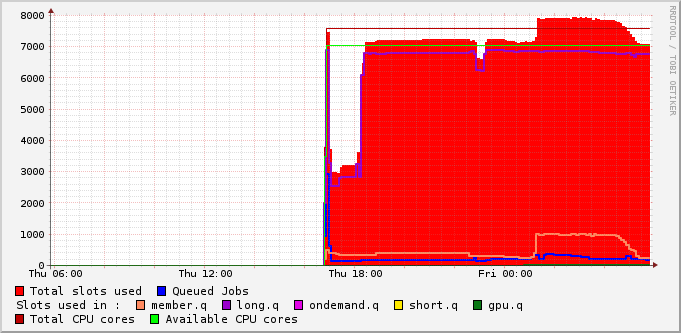 8000
7000
6000
5000
4000
3000
2000
1000
0
Thu 06:00 Thu 12:00 Thu 18:00 Fri 00:00
RRDTOOL / TOBI OETIKER
Total slots used Queued Jobs
Slots used in : member.q long.q ondemand.q short.q gpu.q
Total CPU cores Available CPU cores